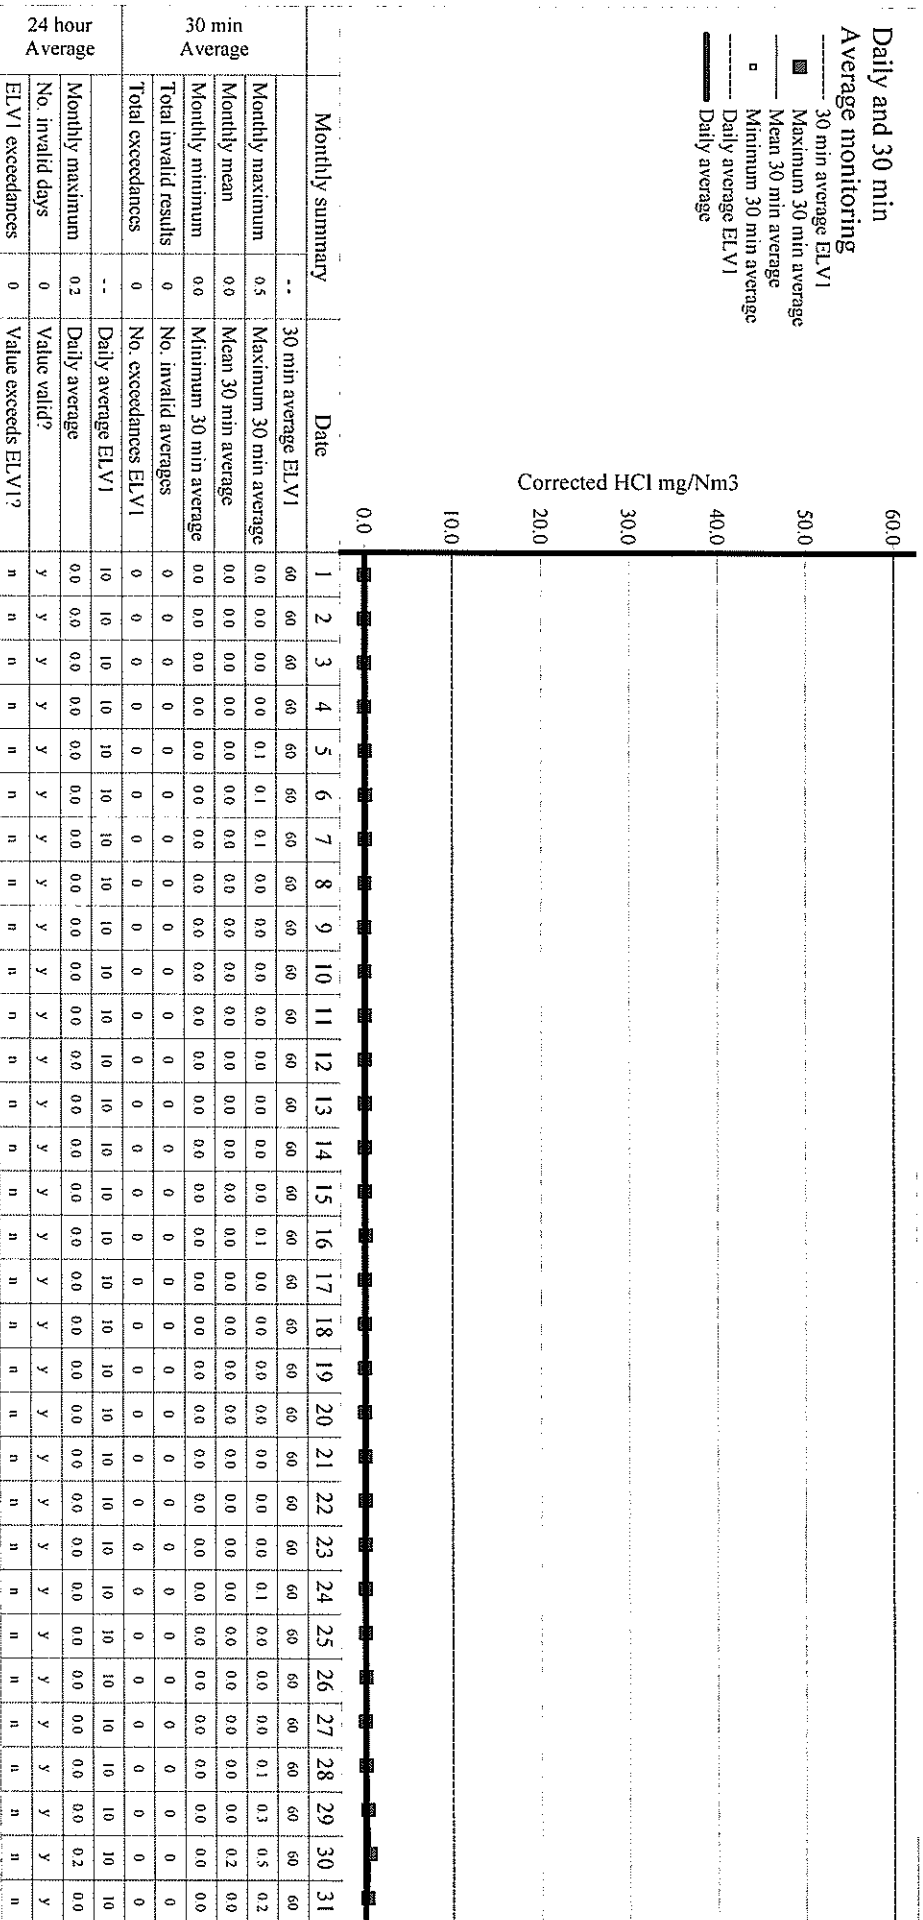 Daily and 30 min
Average monitoring
30 min average ELV1
Maximum 30 min average
Mean 30 min average
Minimum 30 min average
Daily average ELV1
Daily average
Corrected HCl mg/Nm3
60.0
50.0
40.0
30.0
20.0
10.0
0.0
Monthly summary Date 1 2 3 4 5 6 7 8 9 10 11 12 13 14 15 16 17 18 19 20 21 22 23 24 25 26 27 28 29 30 31
30 min
Average
-- 30 min average ELV1 60 60 60 60 60 60 60 60 60 60 60 60 60 60 60 60 60 60 60 60 60 60 60 60 60 60 60 60 60 60 60
Monthly maximum 0.5 Maximum 30 min average 0.0 0.0 0.0 0.0 0.1 0.1 0.1 0.0 0.0 0.0 0.0 0.0 0.0 0.0 0.0 0.1 0.0 0.0 0.0 0.0 0.0 0.0 0.0 0.1 0.0 0.0 0.0 0.1 0.3 0.5 0.2
Monthly mean 0.0 Mean 30 min average 0.0 0.0 0.0 0.0 0.0 0.0 0.0 0.0 0.0 0.0 0.0 0.0 0.0 0.0 0.0 0.0 0.0 0.0 0.0 0.0 0.0 0.0 0.0 0.0 0.0 0.0 0.0 0.0 0.0 0.2 0.0
Monthly minimum 0.0 Minimum 30 min average 0.0 0.0 0.0 0.0 0.0 0.0 0.0 0.0 0.0 0.0 0.0 0.0 0.0 0.0 0.0 0.0 0.0 0.0 0.0 0.0 0.0 0.0 0.0 0.0 0.0 0.0 0.0 0.0 0.0 0.0 0.0
Total invalid results 0 No. invalid averages 0 0 0 0 0 0 0 0 0 0 0 0 0 0 0 0 0 0 0 0 0 0 0 0 0 0 0 0 0 0 0
Total exceedances 0 No. exceedances ELV1 0 0 0 0 0 0 0 0 0 0 0 0 0 0 0 0 0 0 0 0 0 0 0 0 0 0 0 0 0 0 0
24 hour
Average
-- Daily average ELV1 10 10 10 10 10 10 10 10 10 10 10 10 10 10 10 10 10 10 10 10 10 10 10 10 10 10 10 10 10 10 10
Monthly maximum 0.2 Daily average 0.0 0.0 0.0 0.0 0.0 0.0 0.0 0.0 0.0 0.0 0.0 0.0 0.0 0.0 0.0 0.0 0.0 0.0 0.0 0.0 0.0 0.0 0.0 0.0 0.0 0.0 0.0 0.0 0.0 0.2 0.0
No. invalid days 0 Value valid? y y y y y y y y y y y y y y y y y y y y y y y y y y y y y y y
ELV1 exceedances 0 Value exceeds ELV1? n n n n n n n n n n n n n n n n n n n n n n n n n n n n n n n